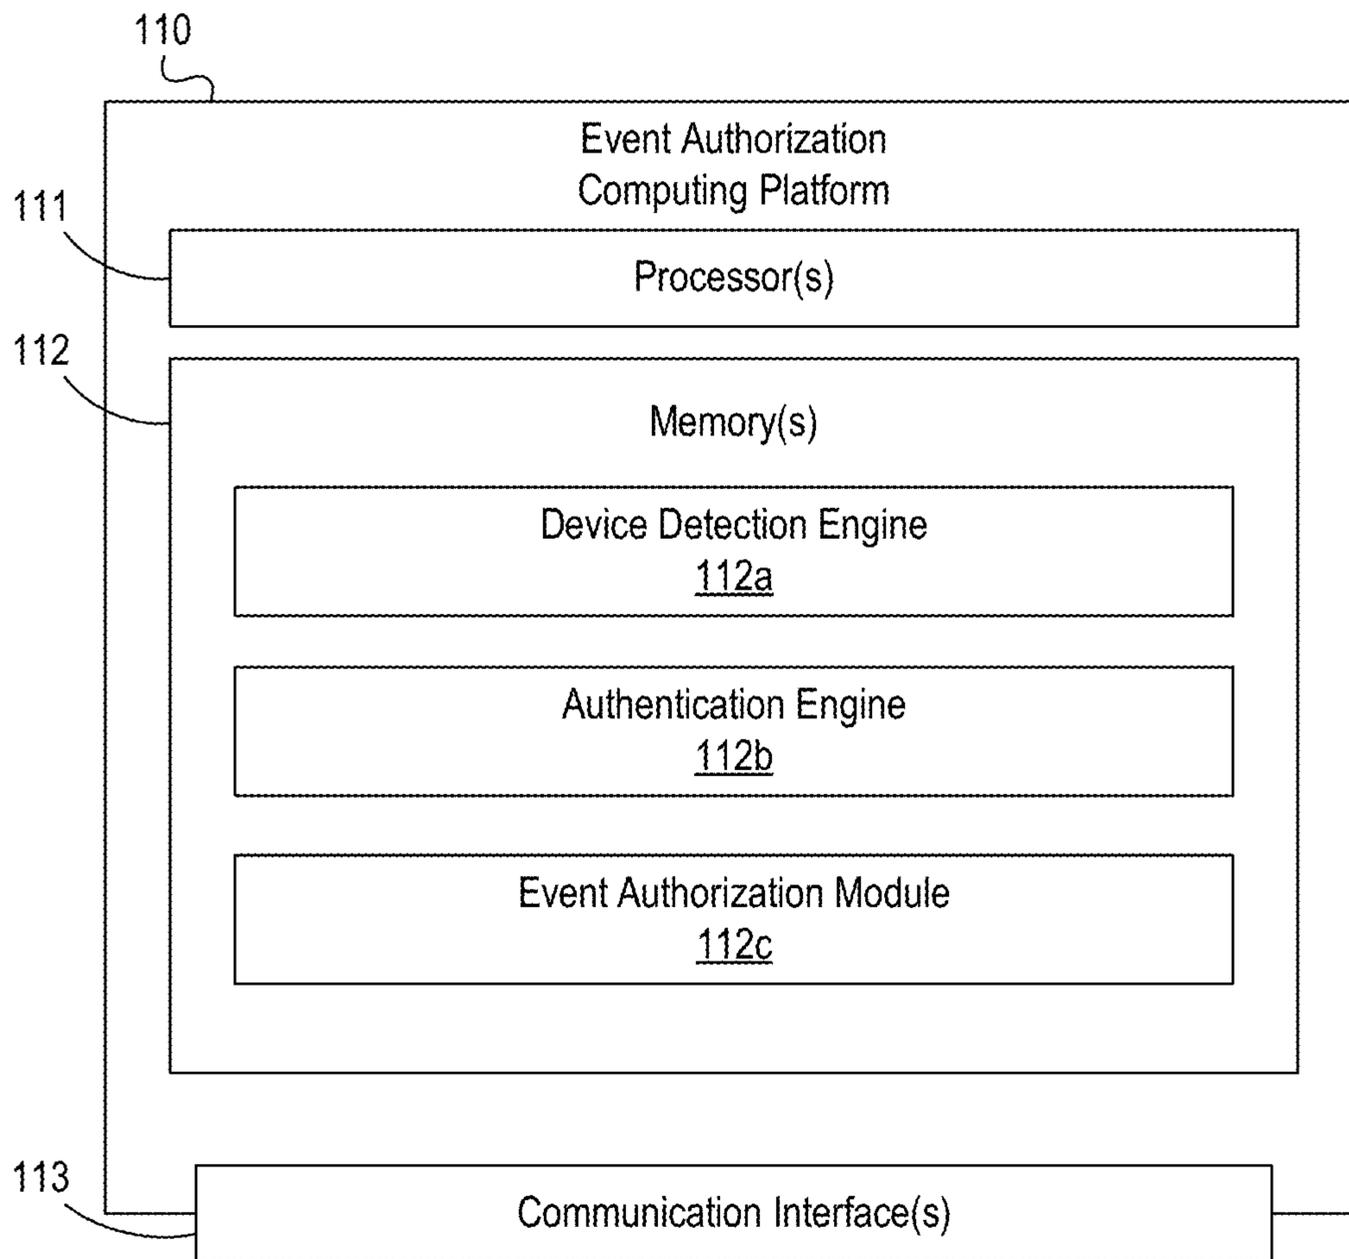 110
Event Authorization
Computing Platform
111
Processor(s)
112
Memory(s)
Device Detection Engine
112a
Authentication Engine
112b
Event Authorization Module
112c
113
Communication Interface(s)